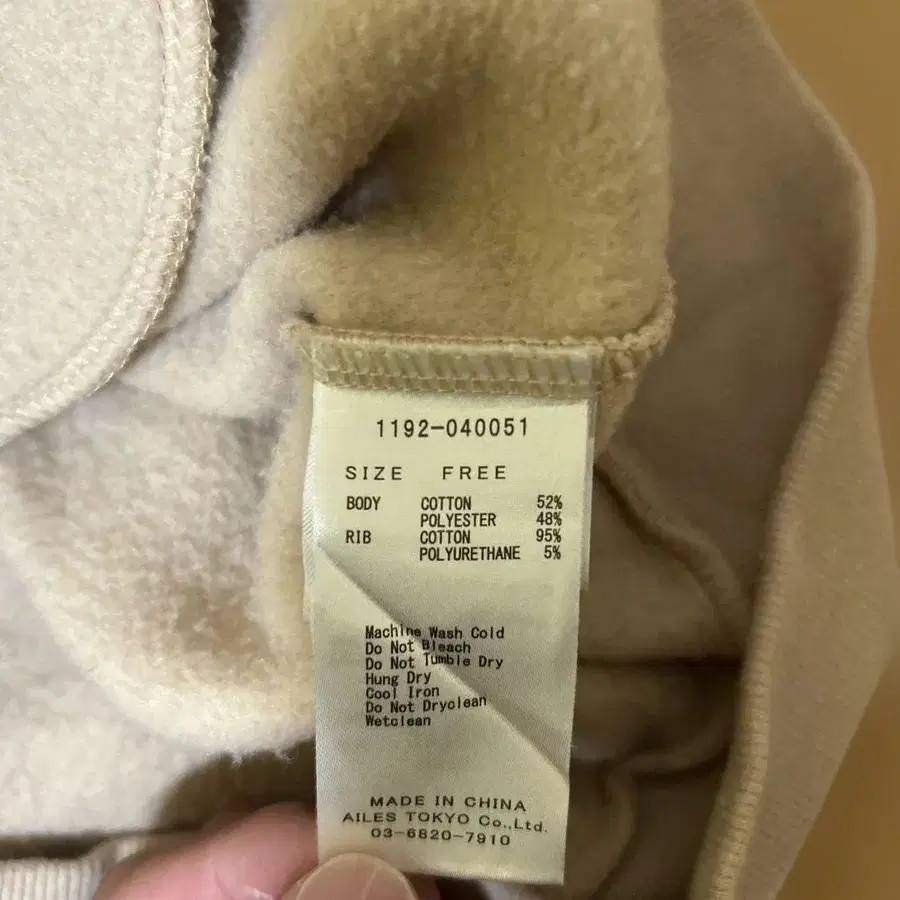 1192-040051
SIZE FREE
BODY COTTON 52%
POLYESTER 48%
RIB COTTON 95%
POLYURETHANE 5%
Machine Wash Cold
Do Not Bleach
Do Not Tumble Dry
Hung Dry
Cool Iron
Do Not Dryclean
Wetclean
MADE IN CHINA
AILES TOKYO Co.,Ltd.
03-6820-7910